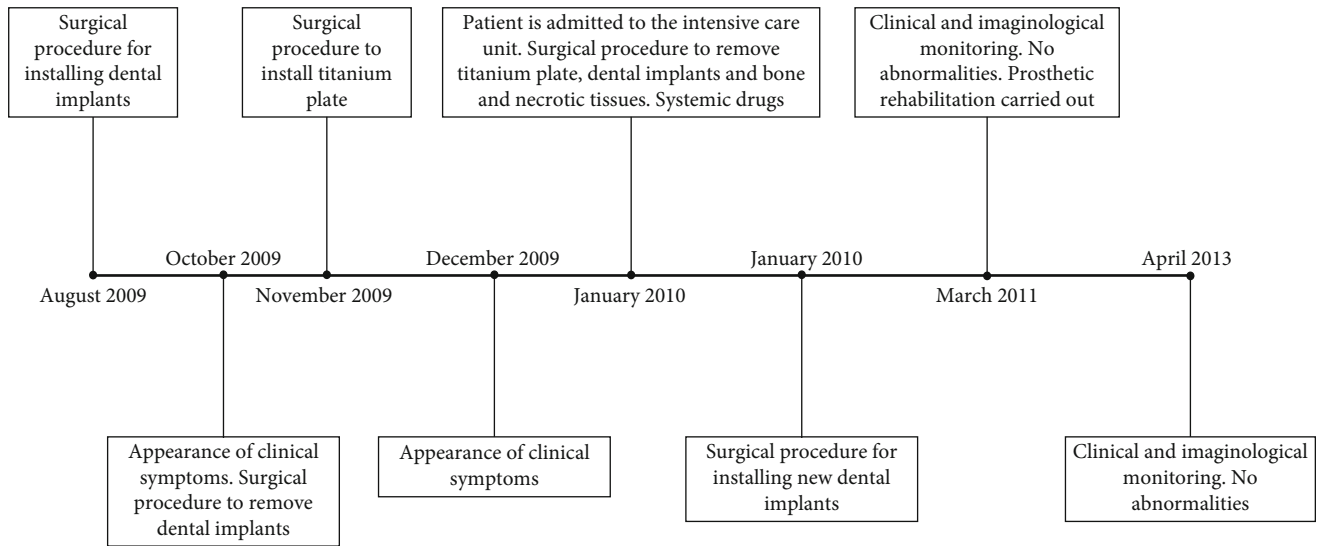 Surgical
procedure for
installing dental
implants
Surgical
procedure to
install titanium
plate
Patient is admitted to the intensive care
unit. Surgical procedure to remove
titanium plate, dental implants and bone
and necrotic tissues. Systemic drugs
Clinical and imaginological
monitoring. No
abnormalities. Prosthetic
rehabilitation carried out
October 2009
December 2009
January 2010
April 2013
August 2009
November 2009
January 2010
March 2011
Appearance of clinical
symptoms. Surgical
procedure to remove
dental implants
Appearance of clinical
symptoms
Surgical procedure for
installing new dental
implants
Clinical and imaginological
monitoring. No
abnormalities